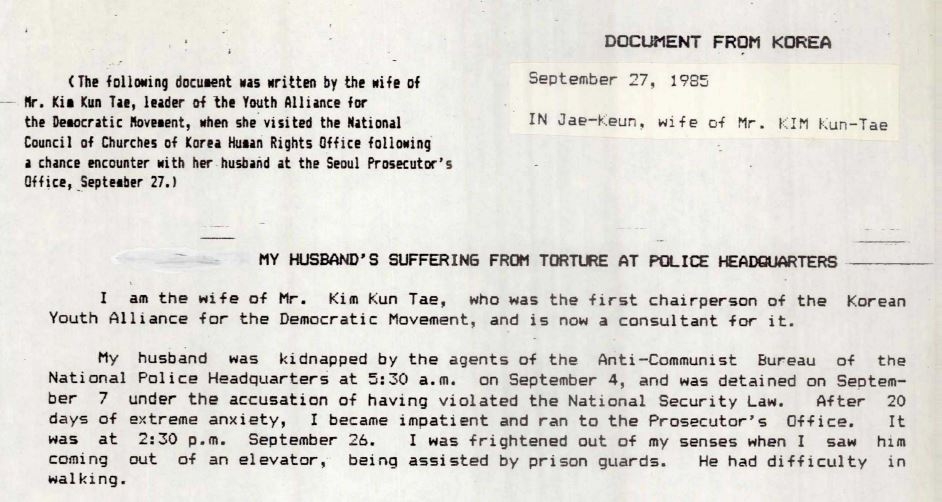 DOCUMENT FROM KOREA
September 27, 1985
IN Jae-Keun, wife of Mr. KIM Kun-Tae
(The following document was written by the wife of
Mr. Kim Kun Tae, leader of the Youth Alliance for
the Democratic Movement, when she visited the National
Council of Churches of Korea Human Rights Office following
a chance encounter with her husband at the Seoul Prosecutor's
Office, September 27.)
MY HUSBAND'S SUFFERING FROM TORTURE AT POLICE HEADQUARTERS
I am the wife of Mr. Kim Kun Tae, who was the first chairperson of the Korean
Youth Alliance for the Democratic Movement, and is now a consultant for it.
My husband was kidnapped by the agents of the Anti-Communist Bureau of the
National Police Headquarters at 5:30 a.m. on September 4, and was detained on Septem-
ber 7 under the accusation of having violated the National Security Law. After 20
days of extreme anxiety, I became impatient and ran to the Prosecutor's Office. It
was at 2:30 p.m. September 26. I was frightened out of my senses when I saw him
coming out of an elevator, being assisted by prison guards. He had difficulty in
walking.